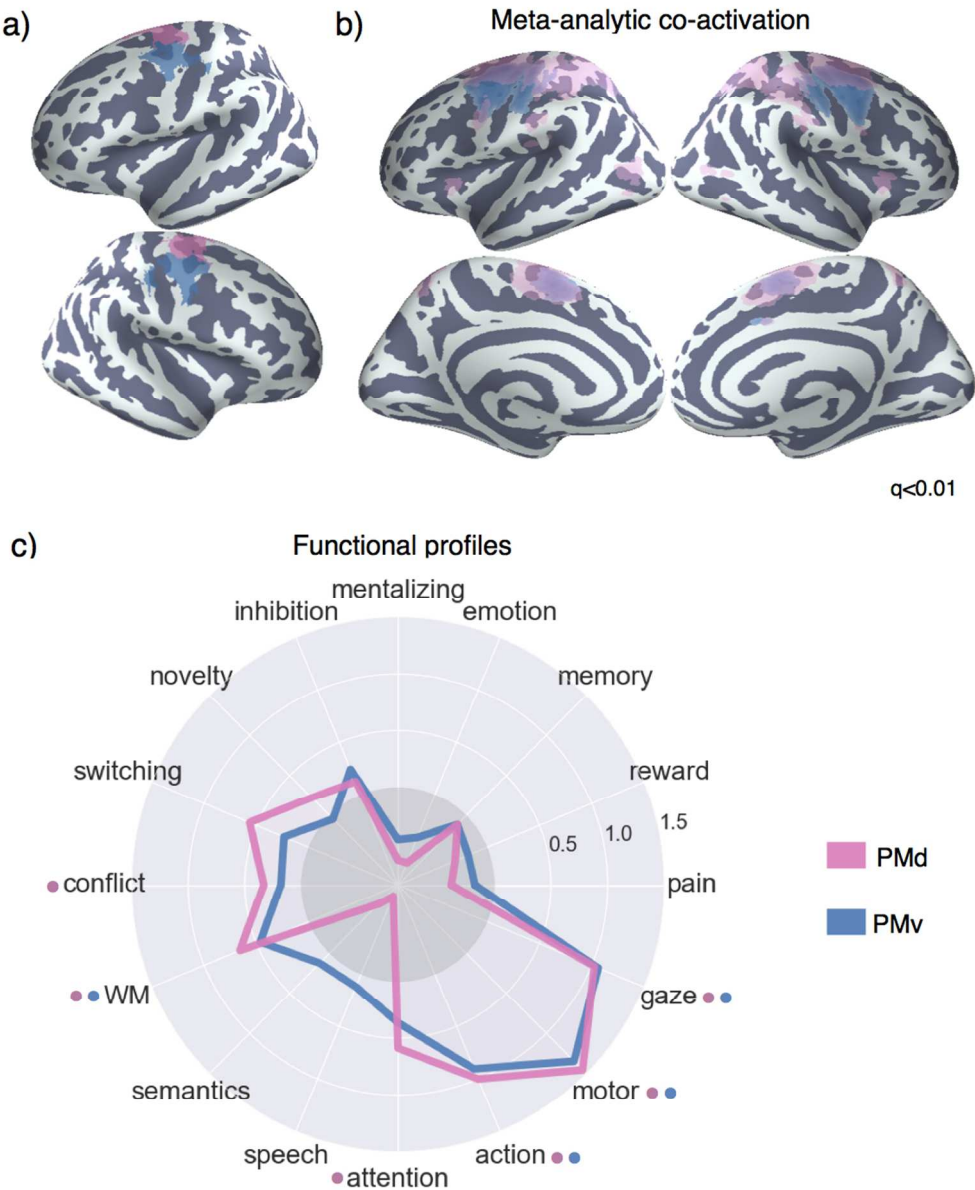 a)
b)
Meta-analytic co-activation
q<0.01
c)
Functional profiles
mentalizing
inhibition
emotion
novelty
memory
switching
reward
0.5
1.0
1.5
conflict
pain
PMd
PMv
WM
gaze
semantics
motor
speech
action
attention